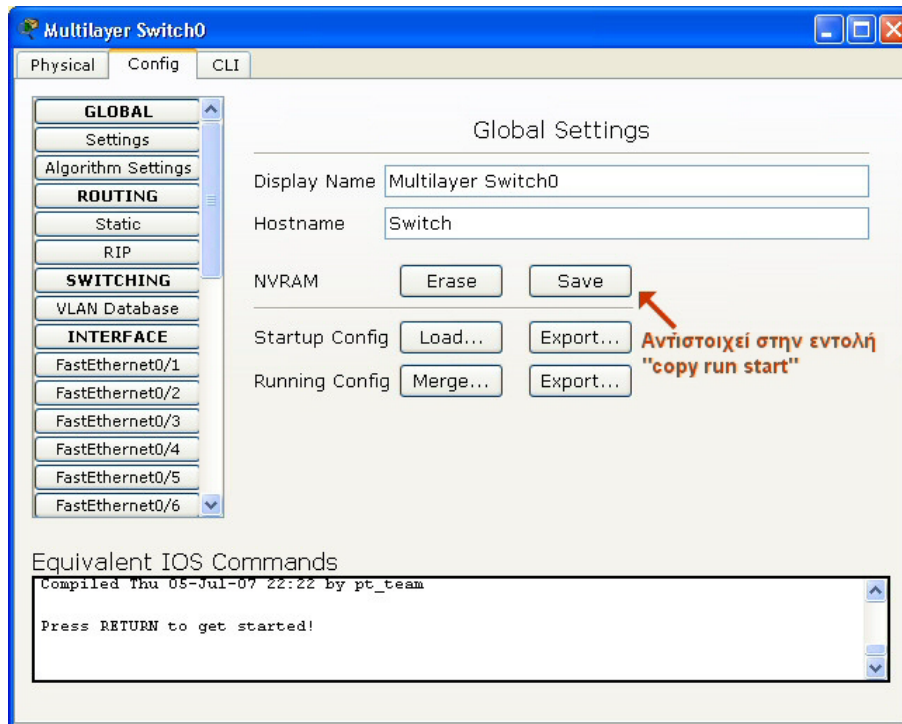 Multilayer Switch0
Physical Config CLI
GLOBAL
Settings
Algorithm Settings
ROUTING
Static
RIP
SWITCHING
VLAN Database
INTERFACE
FastEthernet0/1
FastEthernet0/2
FastEthernet0/3
FastEthernet0/4
FastEthernet0/5
FastEthernet0/6
Global Settings
Display Name Multilayer Switch0
Hostname Switch
NVRAM Erase Save
Startup Config Load... Export...
Running Config Merge... Export...
Αντιστοιχεί στην εντολή
"copy run start"
Equivalent IOS Commands
Compiled Thu 05-Jul-07 22:22 by pt_team
Press RETURN to get started!